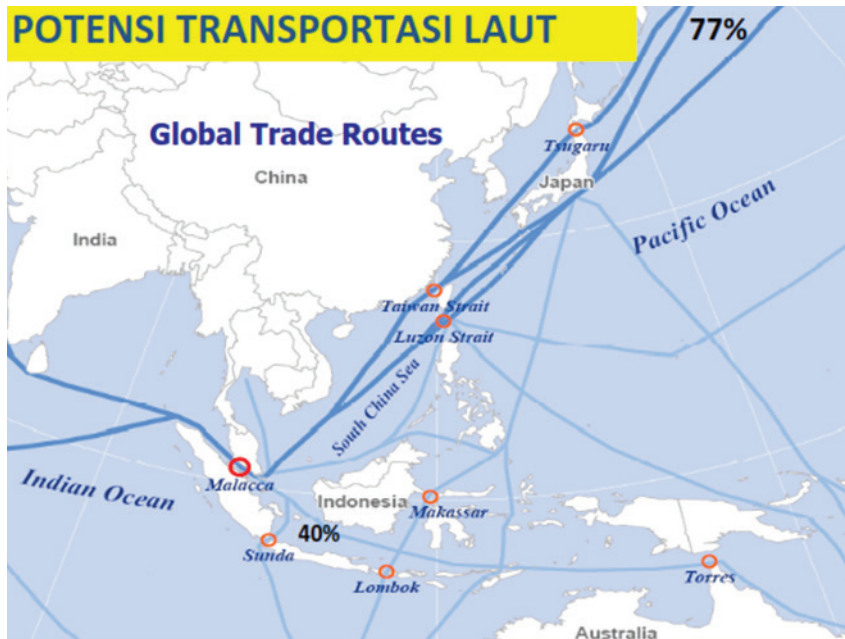 POTENSI TRANSPORTASI LAUT
77%
Global Trade Routes
Tsugaru
China
Japan
India
Pacific Ocean
Taiwan Strait
Luzon Strait
South China Sea
Malacca
Indian Ocean
Indonesia
Makassar
40%
Sunda
Lombok
Torres
Australia